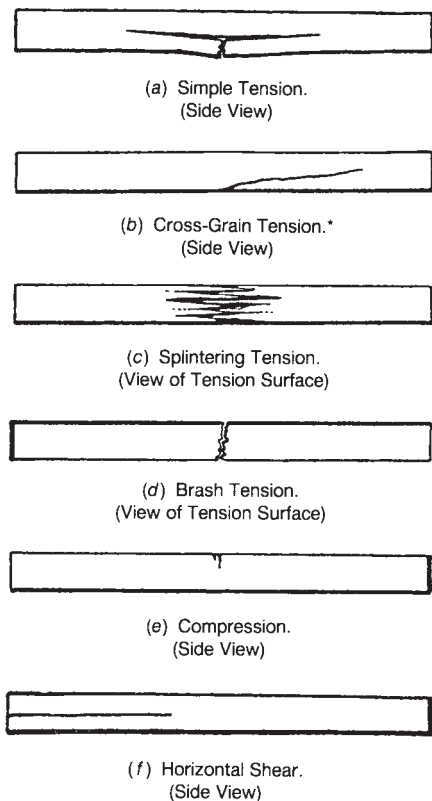 (a) Simple Tension.
(Side View)
(b) Cross-Grain Tension.*
(Side View)
(c) Splintering Tension.
(View of Tension Surface)
(d) Brash Tension.
(View of Tension Surface)
(e) Compression.
(Side View)
(f) Horizontal Shear.
(Side View)